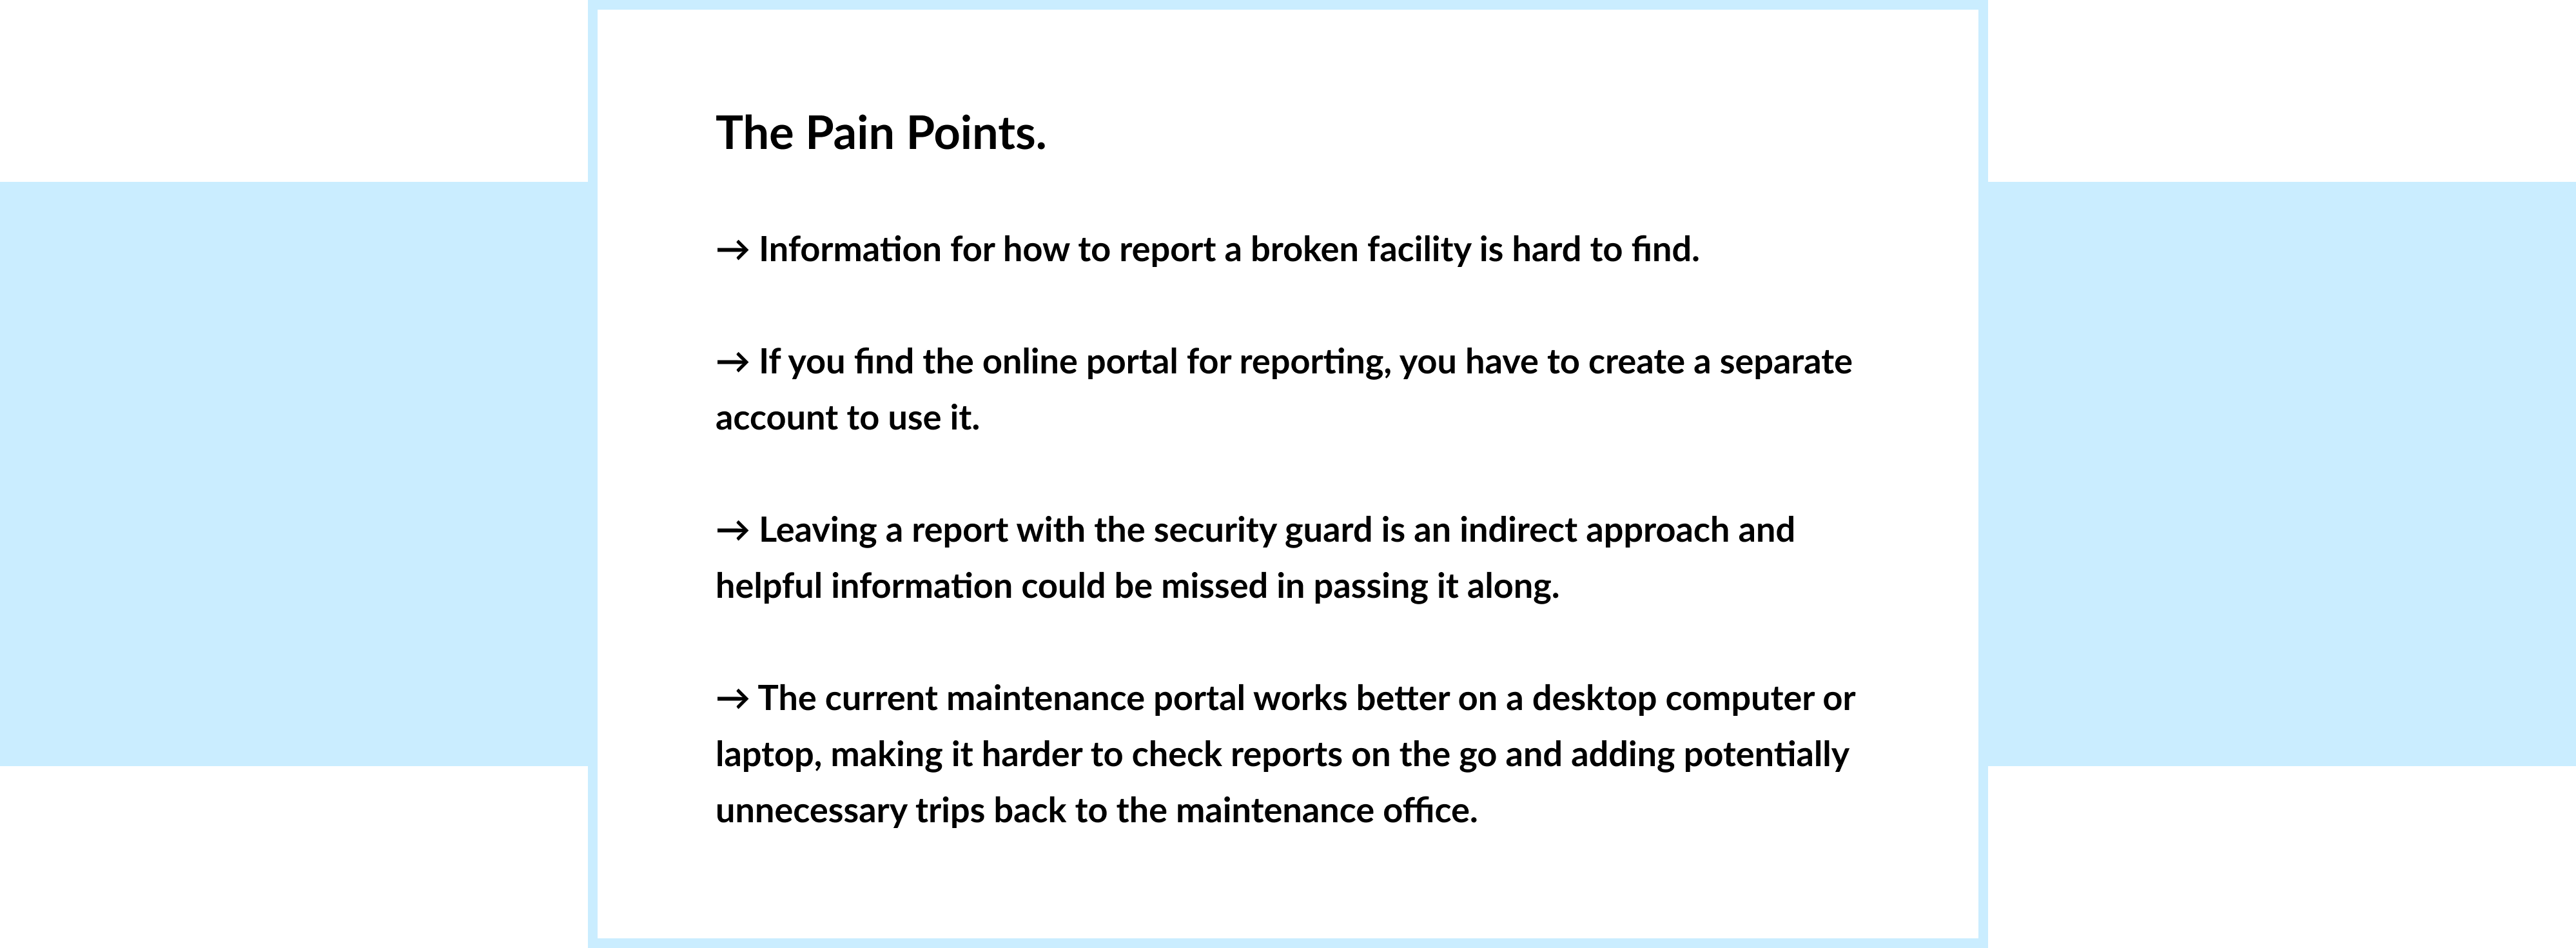 The Pain Points.
→ Information for how to report a broken facility is hard to find.
→ If you find the online portal for reporting, you have to create a separate
account to use it.
→ Leaving a report with the security guard is an indirect approach and
helpful information could be missed in passing it along.
→ The current maintenance portal works better on a desktop computer or
laptop, making it harder to check reports on the go and adding potentially
unnecessary trips back to the maintenance office.